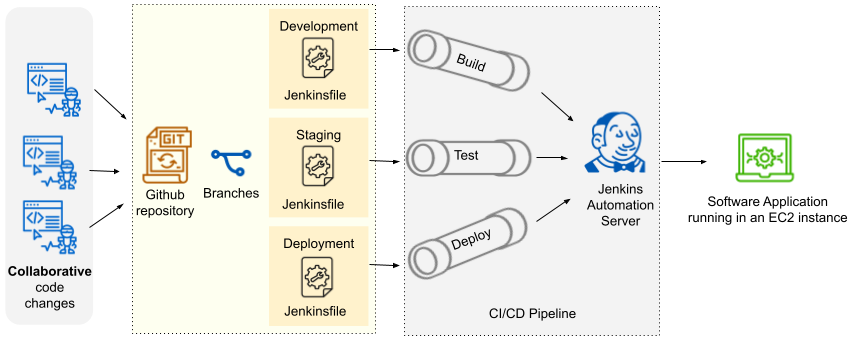 Collaborative
code
changes
GIT
Github
repository
Branches
Development
Jenkinsfile
Staging
Jenkinsfile
Deployment
Jenkinsfile
Build
Test
Deploy
Jenkins
Automation
Server
CI/CD Pipeline
Software Application
running in an EC2 instance